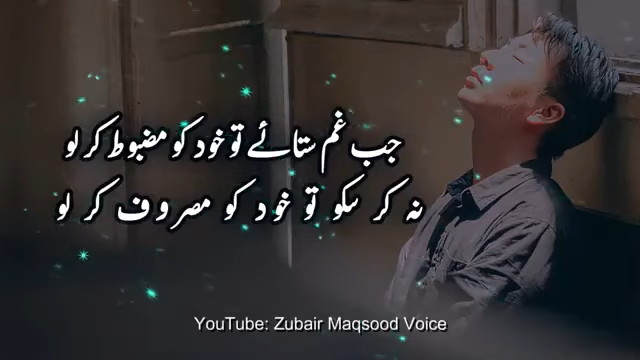 جب غم ستائے تو خود کو مضبوط کر لو
نہ کر سکو تو خود کو مصروف کر لو
YouTube: Zubair Maqsood Voice